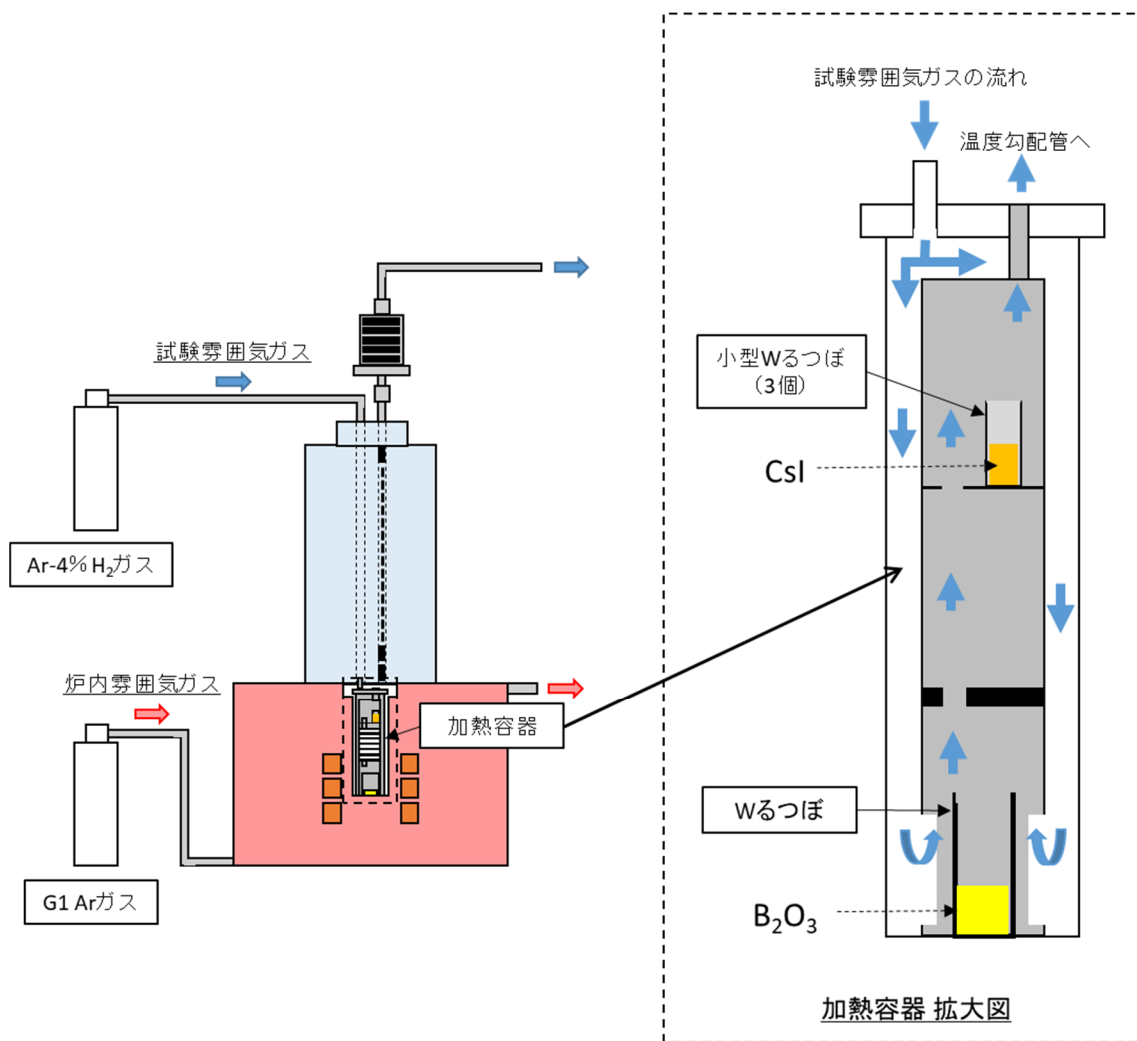 試験雰囲気ガス
Ar-4% H₂ガス
炉内雰囲気ガス
G1 Arガス
加熱容器
試験雰囲気ガスの流れ
温度勾配管へ
小型Wるつぼ
（3個）
CsI
Wるつぼ
B₂O₃
加熱容器 拡大図